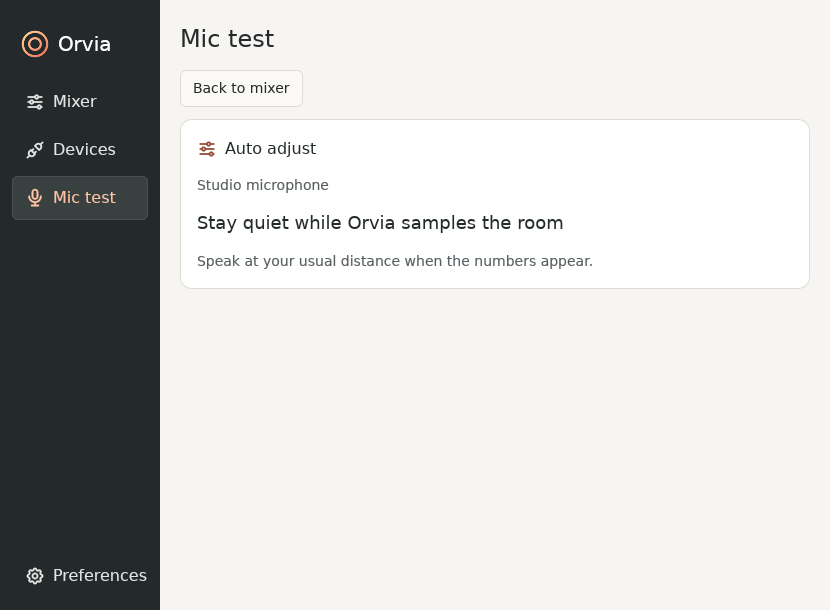 Orvia
Mixer
Devices
Mic test
Preferences
Mic test
Back to mixer
Auto adjust
Studio microphone
Stay quiet while Orvia samples the room
Speak at your usual distance when the numbers appear.